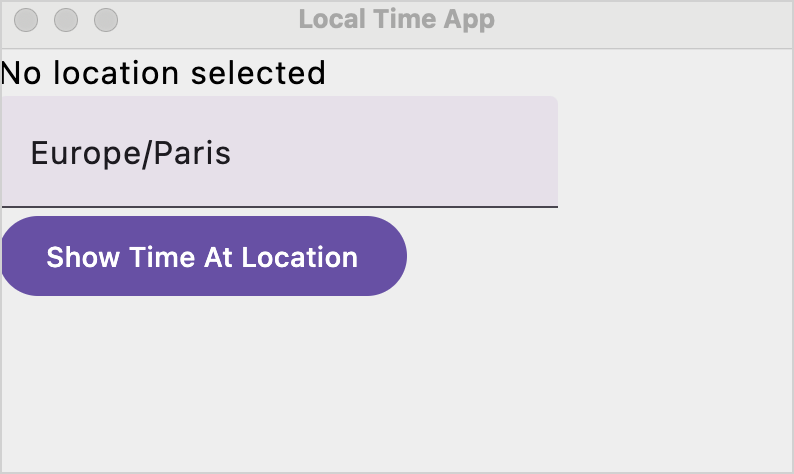 Local Time App
No location selected
Europe/Paris
Show Time At Location